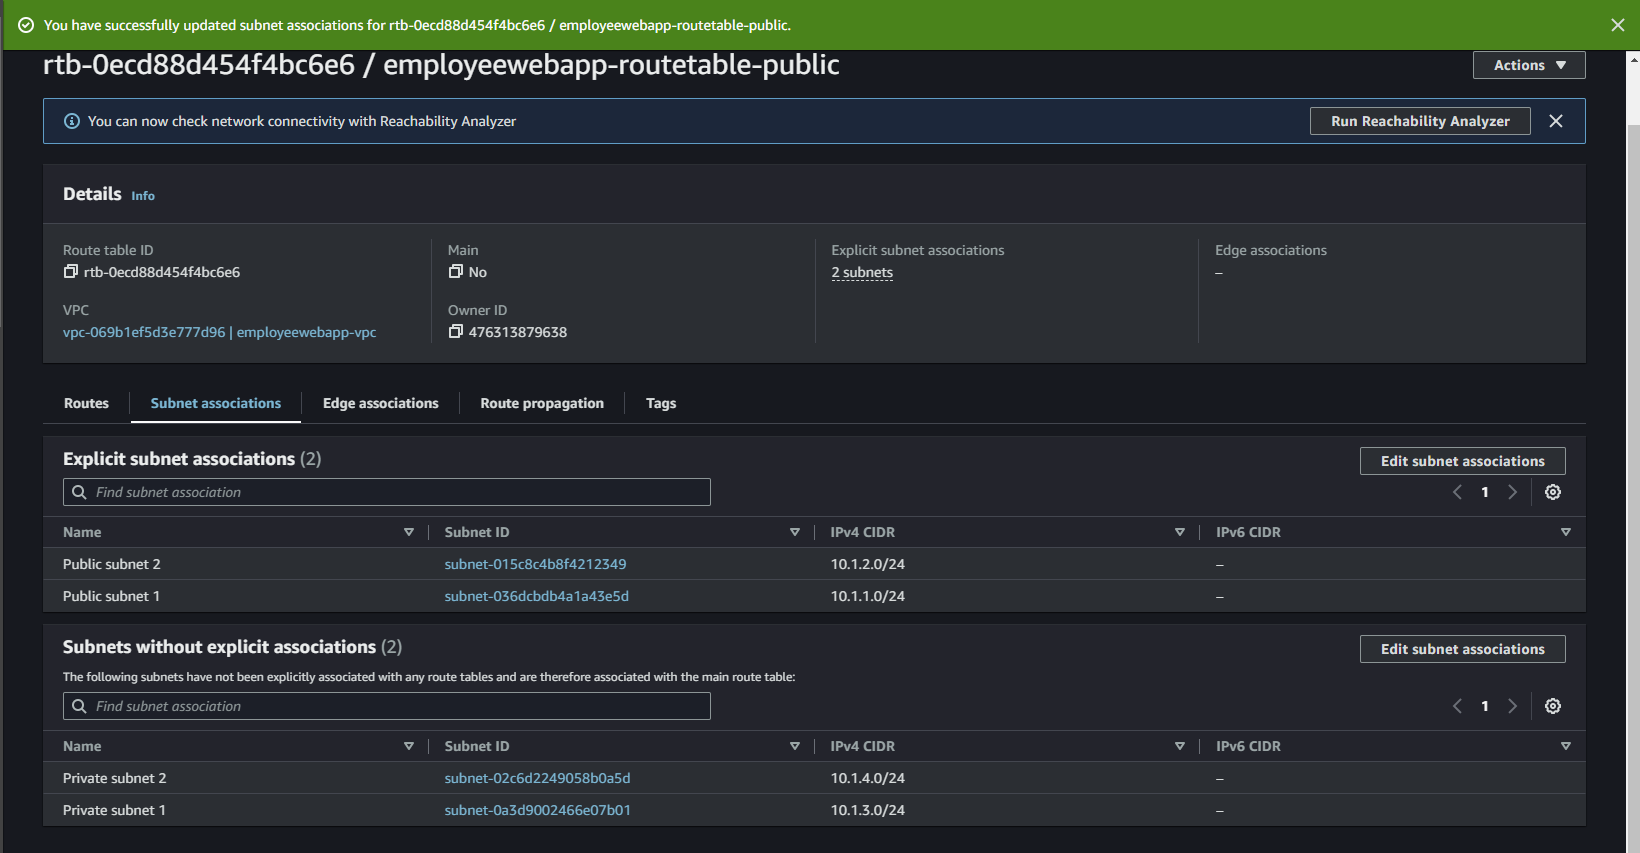 You have successfully updated subnet associations for rtb-0ecd88d454f4bc6e6 / employeewebapp-routetable-public.
rtb-0ecd88d454f4bc6e6 / employeewebapp-routetable-public
Actions
You can now check network connectivity with Reachability Analyzer
Run Reachability Analyzer
Details Info
Route table ID
rtb-0ecd88d454f4bc6e6
Main
No
Explicit subnet associations
2 subnets
Edge associations
–
VPC
vpc-069b1ef5d3e777d96 | employeewebapp-vpc
Owner ID
476313879638
Routes
Subnet associations
Edge associations
Route propagation
Tags
Explicit subnet associations (2)
Edit subnet associations
Find subnet association
1
Name Subnet ID IPv4 CIDR IPv6 CIDR
Public subnet 2 subnet-015c8c4b8f4212349 10.1.2.0/24 –
Public subnet 1 subnet-036dcbdb4a1a43e5d 10.1.1.0/24 –
Subnets without explicit associations (2)
Edit subnet associations
The following subnets have not been explicitly associated with any route tables and are therefore associated with the main route table:
Find subnet association
1
Name Subnet ID IPv4 CIDR IPv6 CIDR
Private subnet 2 subnet-02c6d2249058b0a5d 10.1.4.0/24 –
Private subnet 1 subnet-0a3d9002466e07b01 10.1.3.0/24 –